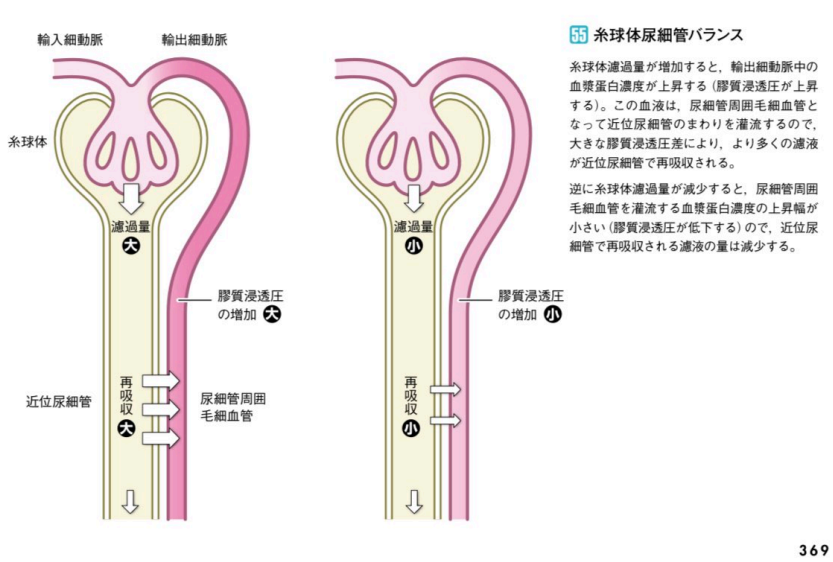 輸入細動脈
輸出細動脈
糸球体
濾過量
大
膠質浸透圧
の増加 大
近位尿細管
再吸収
大
尿細管周囲
毛細血管
濾過量
小
膠質浸透圧
の増加 小
再吸収
小
55 糸球体尿細管バランス
糸球体濾過量が増加すると，輸出細動脈中の
血漿蛋白濃度が上昇する（膠質浸透圧が上昇
する）。この血液は，尿細管周囲毛細血管と
なって近位尿細管のまわりを灌流するので，
大きな膠質浸透圧差により，より多くの濾液
が近位尿細管で再吸収される。
逆に糸球体濾過量が減少すると，尿細管周囲
毛細血管を灌流する血漿蛋白濃度の上昇幅が
小さい（膠質浸透圧が低下する）ので，近位尿
細管で再吸収される濾液の量は減少する。
369